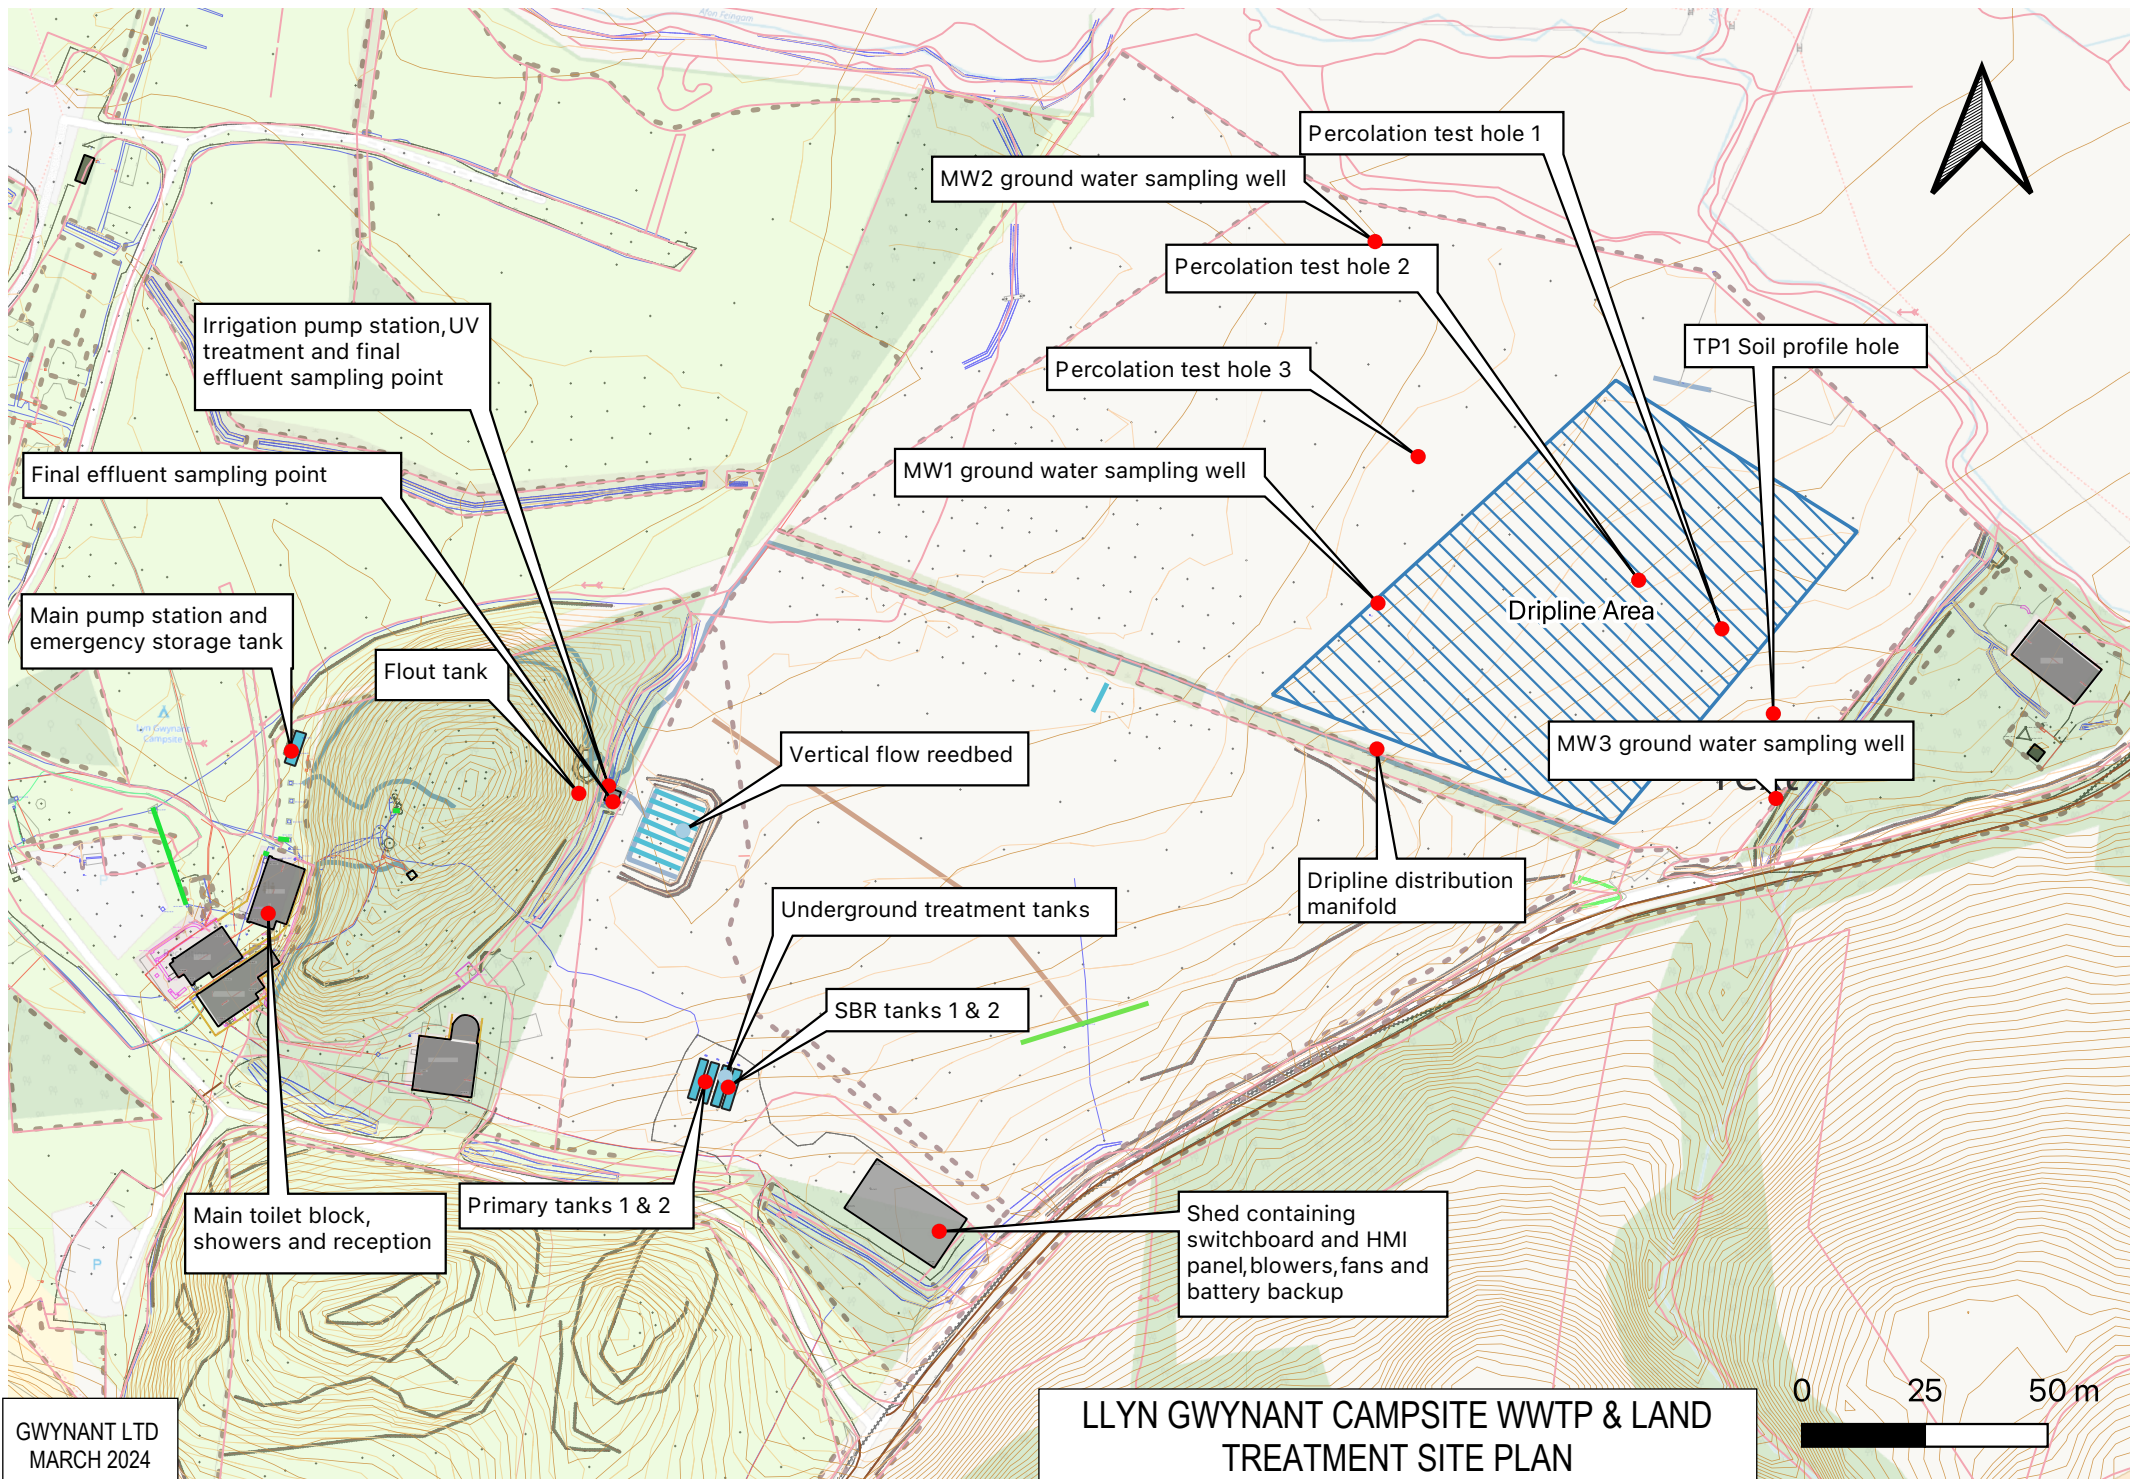 Afon Feingam
Percolation test hole 1
MW2 ground water sampling well
Percolation test hole 2
Irrigation pump station, UV
treatment and final
effluent sampling point
TP1 Soil profile hole
Percolation test hole 3
Final effluent sampling point
MW1 ground water sampling well
Main pump station and
emergency storage tank
Dripline Area
Flout tank
Llyn Gwynant
Campsite
Vertical flow reedbed
MW3 ground water sampling well
Dripline distribution
manifold
Underground treatment tanks
SBR tanks 1 & 2
Primary tanks 1 & 2
Main toilet block,
showers and reception
Shed containing
switchboard and HMI
panel, blowers, fans and
battery backup
P
P
0 25 50 m
GWYNANT LTD
MARCH 2024
LLYN GWYNANT CAMPSITE WWTP & LAND
TREATMENT SITE PLAN